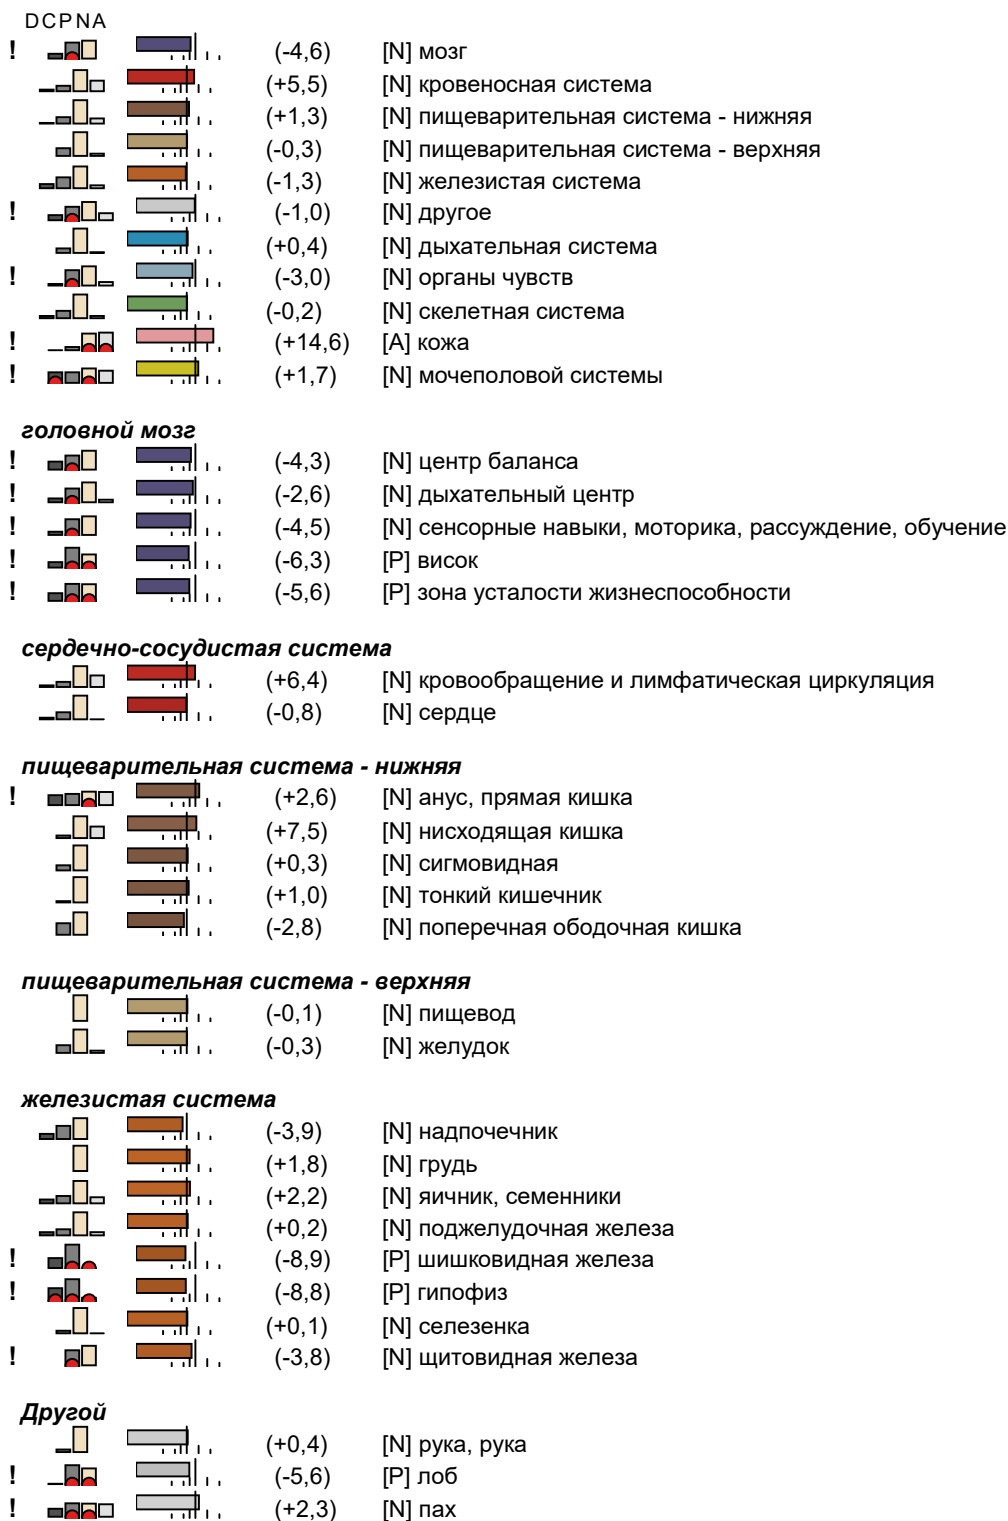 DCPNA
! (-4,6) [N] мозг
(+5,5) [N] кровеносная система
(+1,3) [N] пищеварительная система - нижняя
(-0,3) [N] пищеварительная система - верхняя
(-1,3) [N] железистая система
! (-1,0) [N] другое
(+0,4) [N] дыхательная система
! (-3,0) [N] органы чувств
(-0,2) [N] скелетная система
! (+14,6) [A] кожа
! (+1,7) [N] мочеполовой системы
головной мозг
! (-4,3) [N] центр баланса
! (-2,6) [N] дыхательный центр
! (-4,5) [N] сенсорные навыки, моторика, рассуждение, обучение
! (-6,3) [P] висок
! (-5,6) [P] зона усталости жизнеспособности
сердечно-сосудистая система
(+6,4) [N] кровообращение и лимфатическая циркуляция
(-0,8) [N] сердце
пищеварительная система - нижняя
! (+2,6) [N] анус, прямая кишка
(+7,5) [N] нисходящая кишка
(+0,3) [N] сигмовидная
(+1,0) [N] тонкий кишечник
(-2,8) [N] поперечная ободочная кишка
пищеварительная система - верхняя
(-0,1) [N] пищевод
(-0,3) [N] желудок
железистая система
(-3,9) [N] надпочечник
(+1,8) [N] грудь
(+2,2) [N] яичник, семенники
(+0,2) [N] поджелудочная железа
! (-8,9) [P] шишковидная железа
! (-8,8) [P] гипофиз
(+0,1) [N] селезенка
! (-3,8) [N] щитовидная железа
Другой
(+0,4) [N] рука, рука
! (-5,6) [P] лоб
! (+2,3) [N] пах